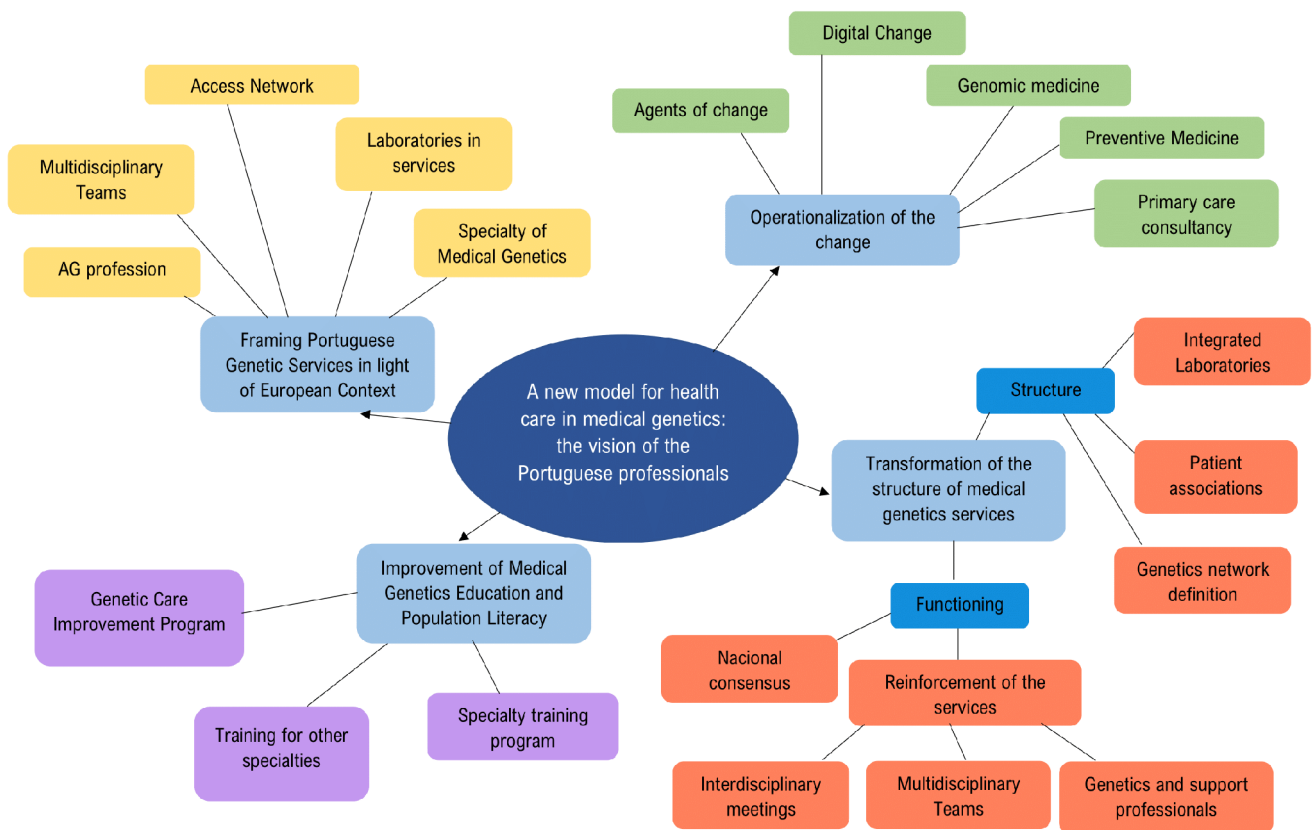 Digital Change
Access Network
Genomic medicine
Agents of change
Laboratories in
services
Preventive Medicine
Multidisciplinary
Teams
Primary care
consultancy
Operationalization of the
change
Specialty of
Medical Genetics
AG profession
Framing Portuguese
Genetic Services in light
of European Context
Integrated
Laboratories
Structure
A new model for health
care in medical genetics:
the vision of the
Portuguese professionals
Transformation of the
structure of medical
genetics services
Patient
associations
Genetics network
definition
Improvement of Medical
Genetics Education and
Population Literacy
Genetic Care
Improvement Program
Functioning
Nacional
consensus
Reinforcement of the
services
Specialty training
program
Training for other
specialties
Interdisciplinary
meetings
Multidisciplinary
Teams
Genetics and support
professionals